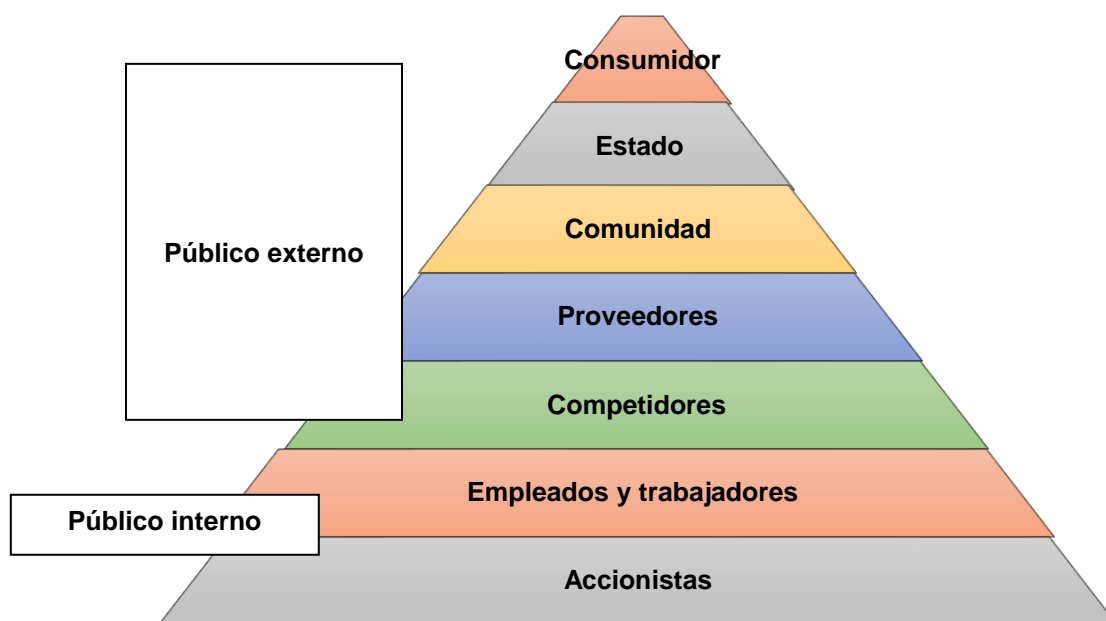 Consumidor
Estado
Comunidad
Público externo
Proveedores
Competidores
Empleados y trabajadores
Público interno
Accionistas